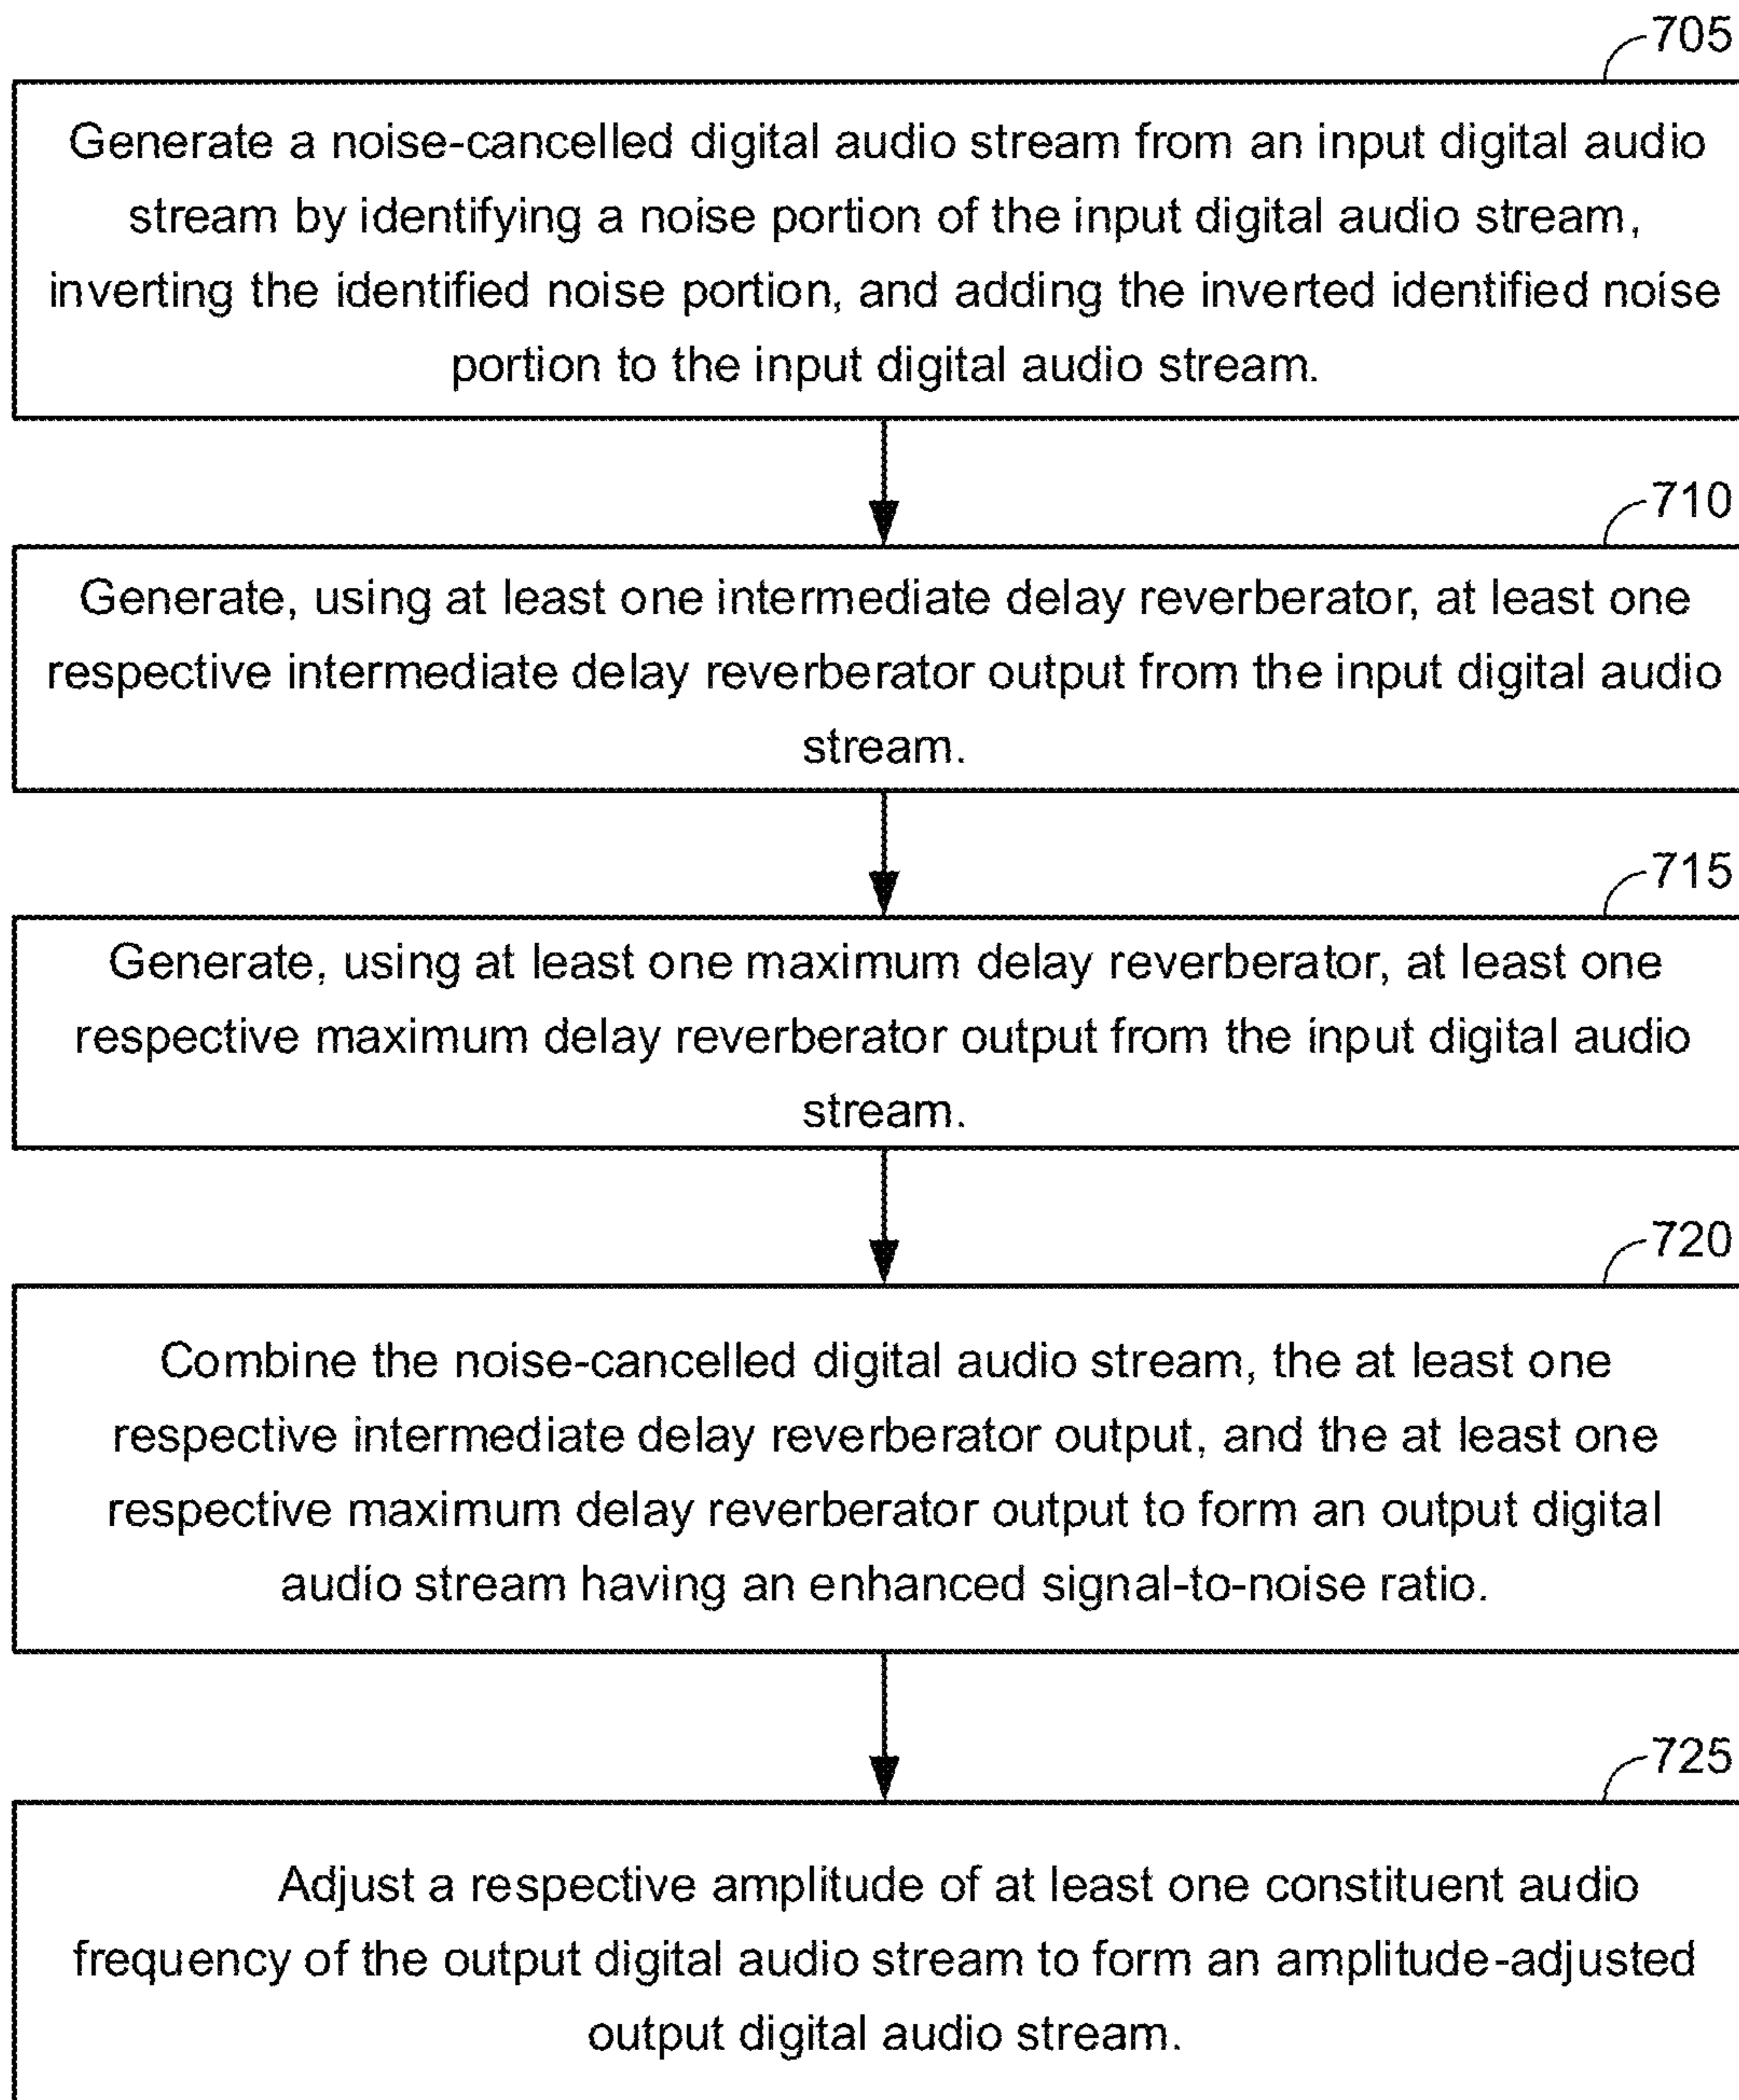 705
Generate a noise-cancelled digital audio stream from an input digital audio
stream by identifying a noise portion of the input digital audio stream,
inverting the identified noise portion, and adding the inverted identified noise
portion to the input digital audio stream.
710
Generate, using at least one intermediate delay reverberator, at least one
respective intermediate delay reverberator output from the input digital audio
stream.
715
Generate, using at least one maximum delay reverberator, at least one
respective maximum delay reverberator output from the input digital audio
stream.
720
Combine the noise-cancelled digital audio stream, the at least one
respective intermediate delay reverberator output, and the at least one
respective maximum delay reverberator output to form an output digital
audio stream having an enhanced signal-to-noise ratio.
725
Adjust a respective amplitude of at least one constituent audio
frequency of the output digital audio stream to form an amplitude-adjusted
output digital audio stream.